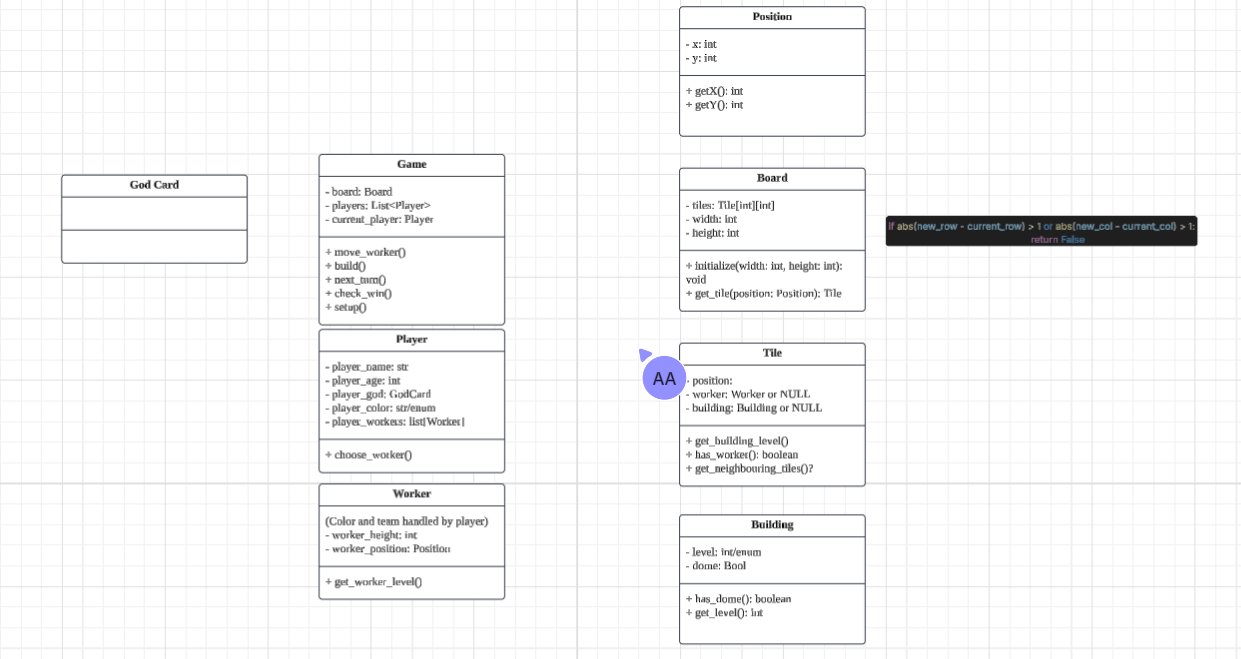 God Card
Game
- board: Board
- players: List<Player>
- current_player: Player
+ move_worker()
+ build()
+ next_turn()
+ check_win()
+ setup()
Player
- player_name: str
- player_age: int
- player_god: GodCard
- player_color: str/enum
- player_workers: list[Worker]
+ choose_worker()
Worker
(Color and team handled by player)
- worker_height: int
- worker_position: Position
+ get_worker_level()
Position
- x: int
- y: int
+ getX(): int
+ getY(): int
Board
- tiles: Tile[int][int]
- width: int
- height: int
+ initialize(width: int, height: int):
void
+ get_tile(position: Position): Tile
Tile
- position:
- worker: Worker or NULL
- building: Building or NULL
+ get_building_level()
+ has_worker(): boolean
+ get_neighbouring_tiles()?
AA
Building
- level: int/enum
- dome: Bool
+ has_dome(): boolean
+ get_level(): int
if abs(new_row - current_row) > 1 or abs(new_col - current_col) > 1:
return False